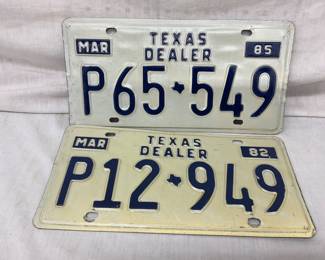 MAR TEXAS 85
DEALER
P65 549
MAR TEXAS 82
DEALER
P12 949